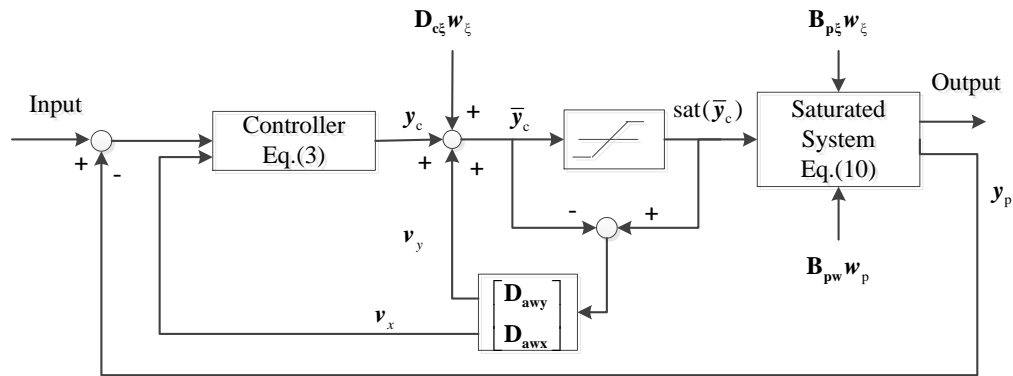 D_cξ w_ξ
B_pξ w_ξ
Input
Output
Controller
Eq.(3)
y_c
+
+
+
ȳ_c
sat(ȳ_c)
Saturated
System
Eq.(10)
+
-
-
+
y_p
v_y
B_pw w_p
D_awy
v_x
D_awx